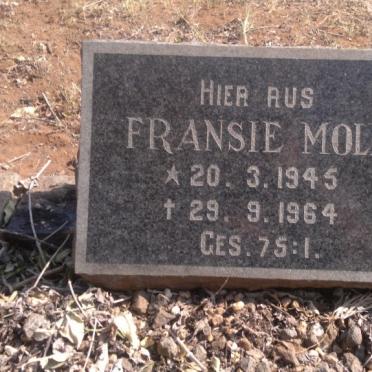 HIER RUS
FRANSIE MOL
* 20. 3. 1945
† 29. 9. 1964
GES. 75:1.